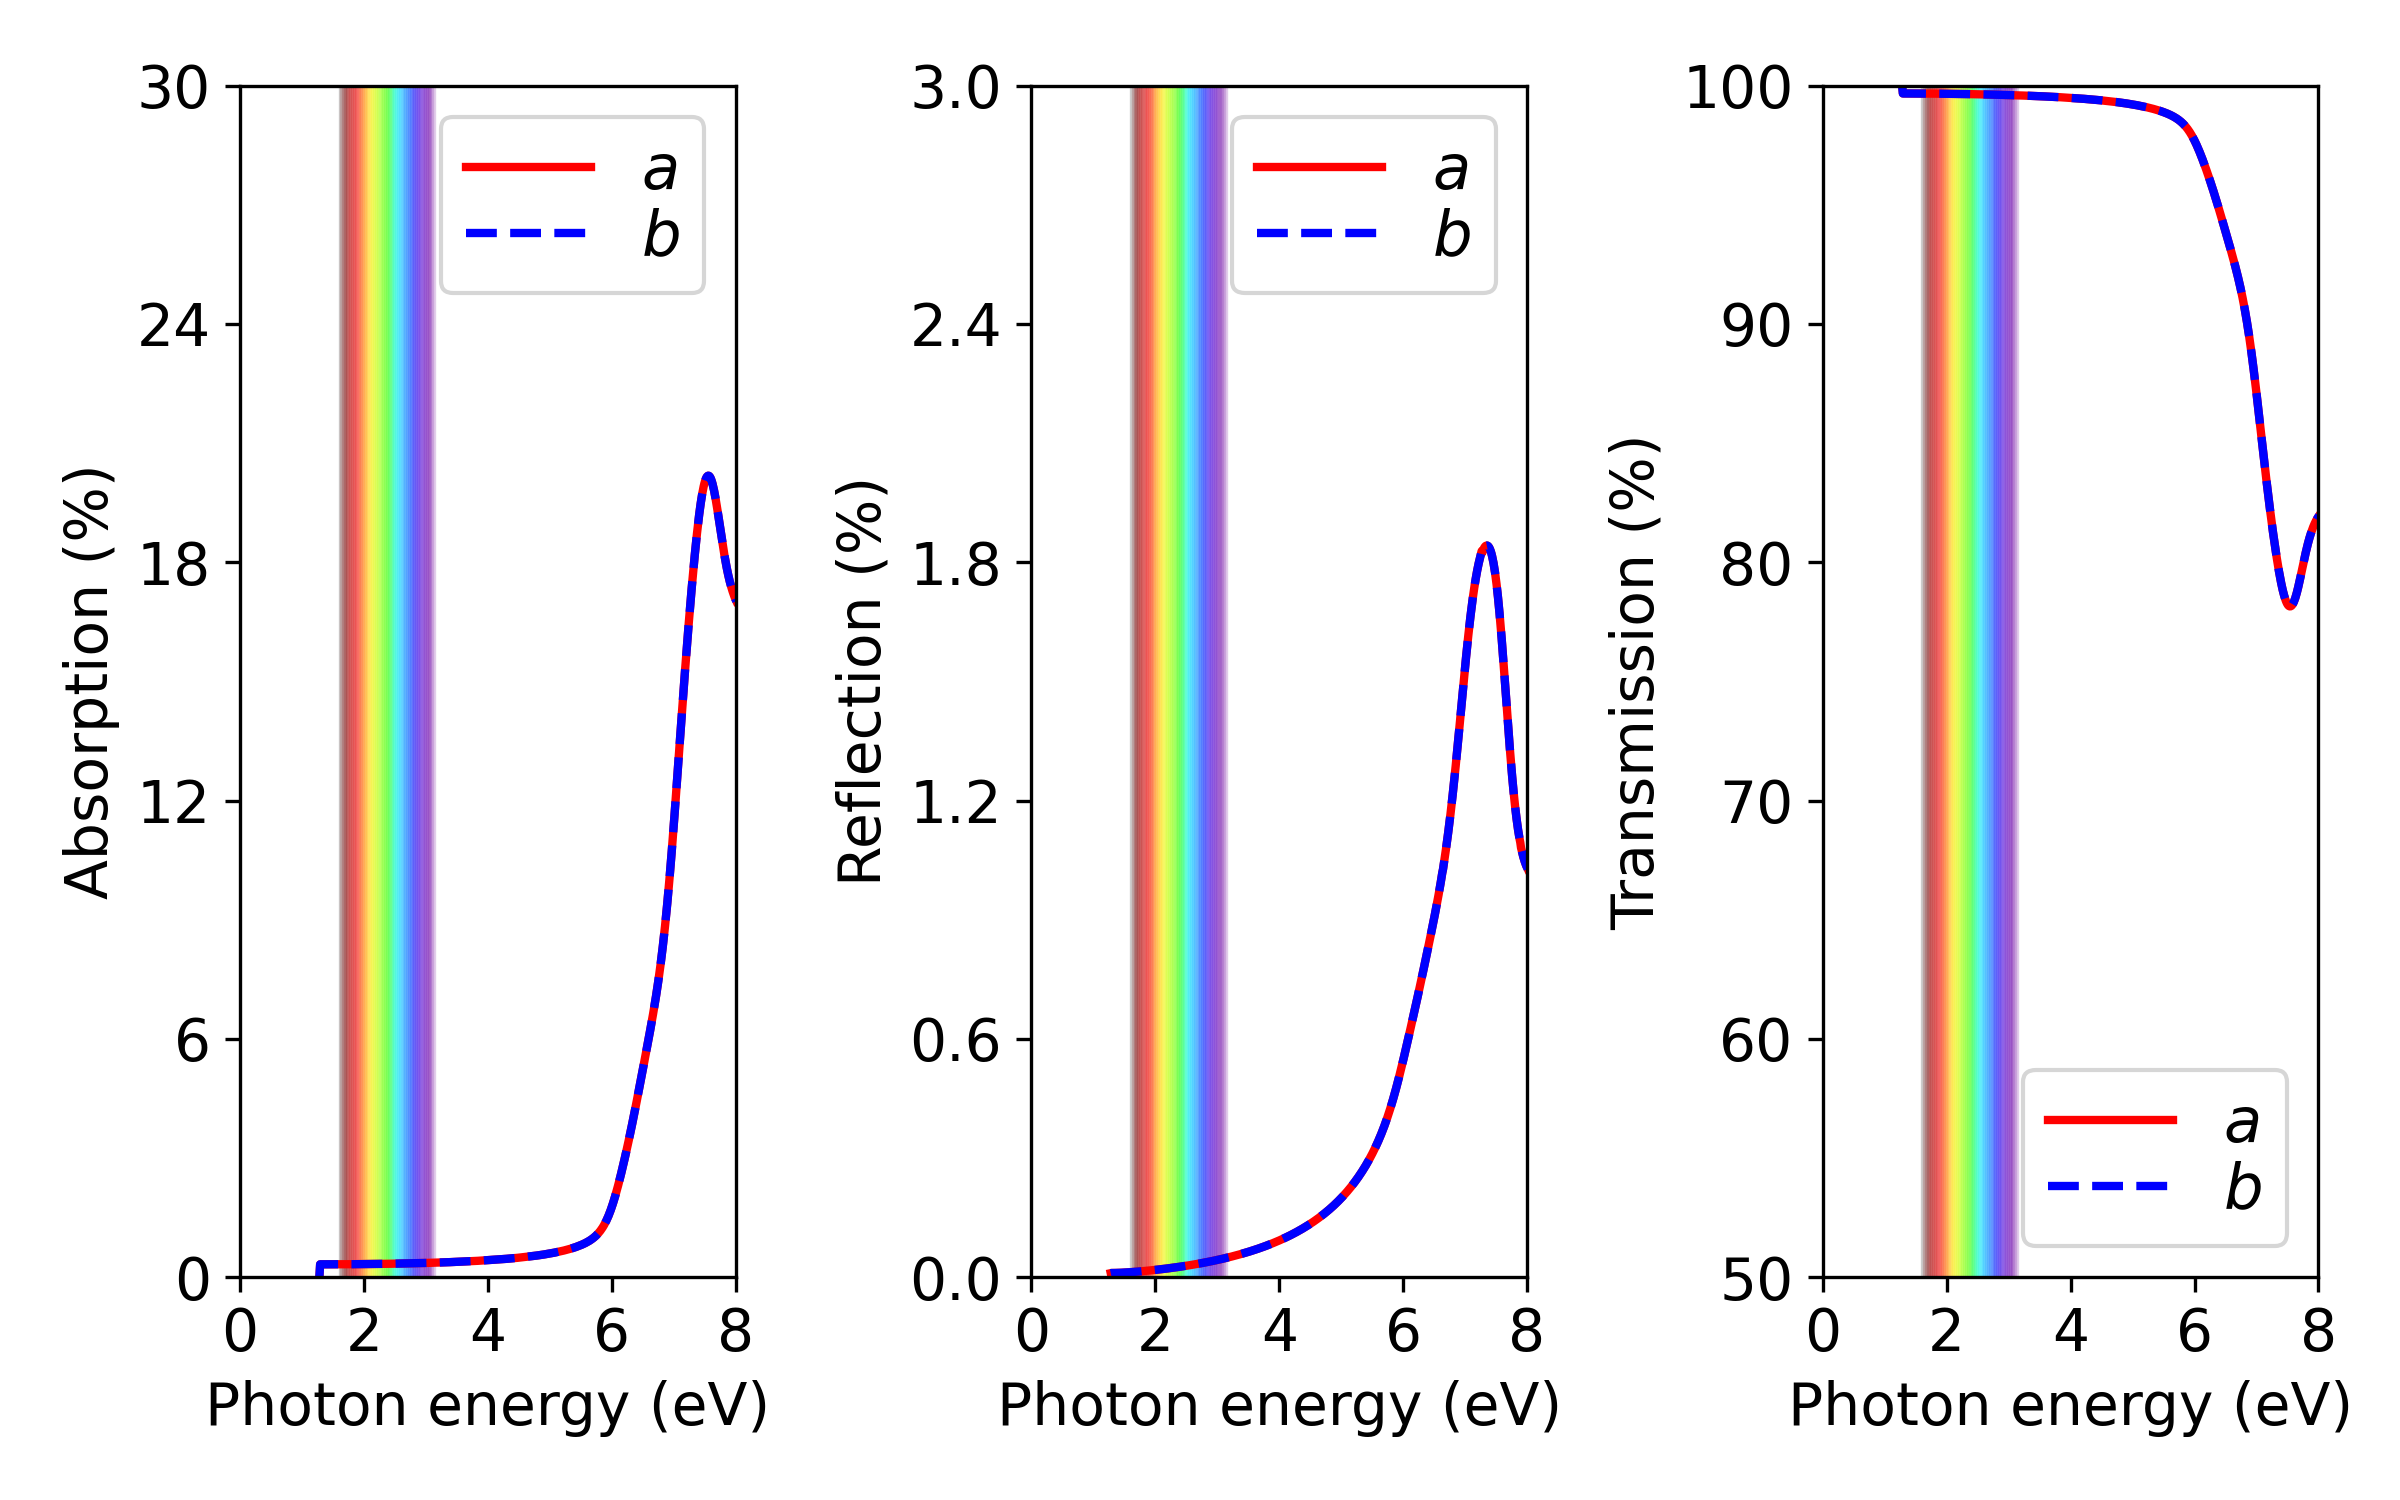 Absorption (%)
30
24
18
12
6
0
0 2 4 6 8
Photon energy (eV)
a
b
Reflection (%)
3.0
2.4
1.8
1.2
0.6
0.0
0 2 4 6 8
Photon energy (eV)
a
b
Transmission (%)
100
90
80
70
60
50
0 2 4 6 8
Photon energy (eV)
a
b